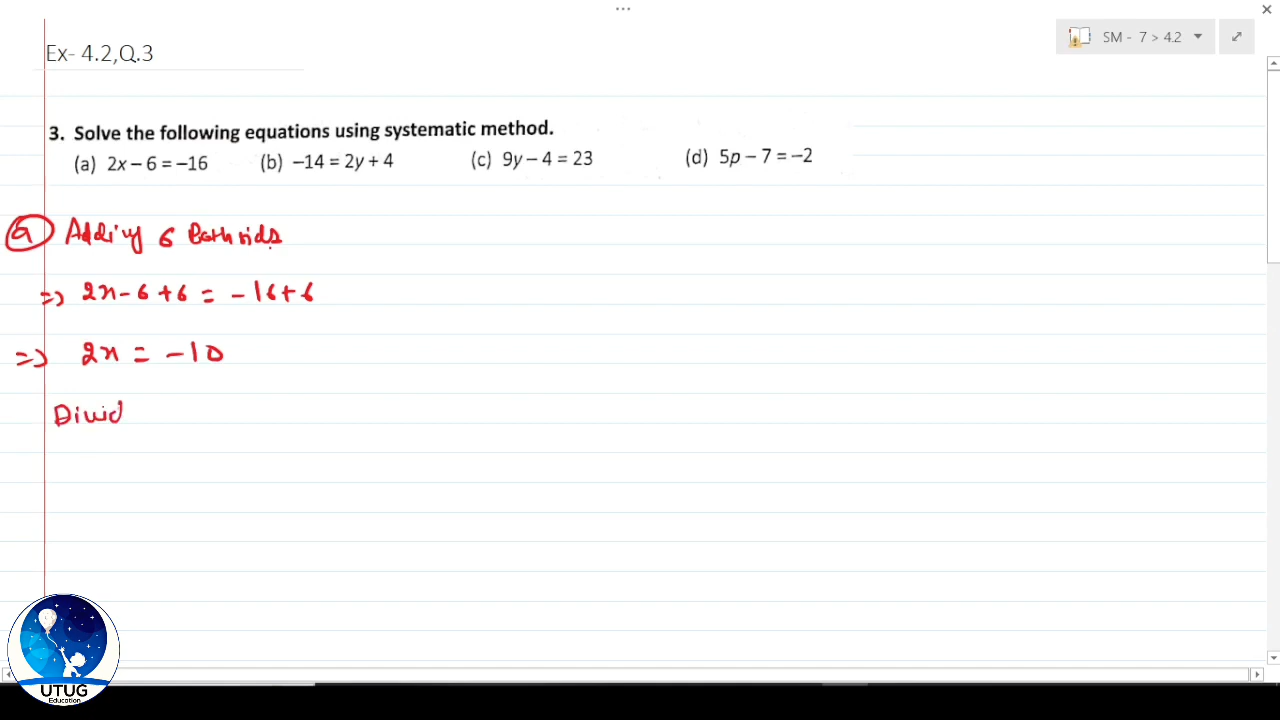 SM - 7 > 4.2
Ex- 4.2,Q.3
3. Solve the following equations using systematic method.
(a) 2x – 6 = –16 (b) –14 = 2y + 4 (c) 9y – 4 = 23 (d) 5p – 7 = –2
a Adding 6 Both sids
=> 2x - 6 + 6 = - 16 + 6
=> 2x = - 10
Divid
UTUG
Education